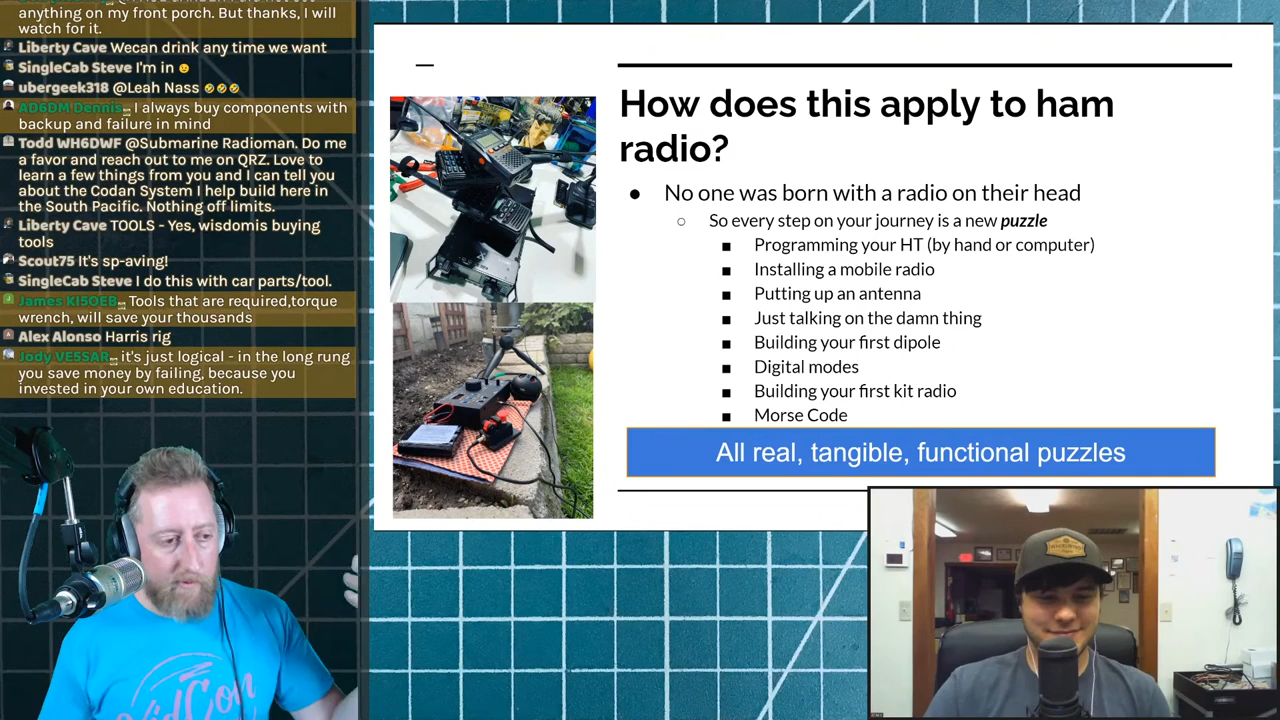 anything on my front porch. But thanks, I will
watch for it.
Liberty Cave Wecan drink any time we want
SingleCab Steve I'm in
ubergeek318 @Leah Nass
AD6DM Dennis I always buy components with
backup and failure in mind
Todd WH6DWF @Submarine Radioman. Do me
a favor and reach out to me on QRZ. Love to
learn a few things from you and I can tell you
about the Codan System I help build here in
the South Pacific. Nothing off limits.
Liberty Cave TOOLS - Yes, wisdomis buying
tools
Scout75 It's sp-aving!
SingleCab Steve I do this with car parts/tool.
James KI5OEB Tools that are required,torque
wrench, will save your thousands
Alex Alonso Harris rig
Jody VE5SAR it's just logical - in the long rung
you save money by failing, because you
invested in your own education.
How does this apply to ham
radio?
No one was born with a radio on their head
So every step on your journey is a new puzzle
Programming your HT (by hand or computer)
Installing a mobile radio
Putting up an antenna
Just talking on the damn thing
Building your first dipole
Digital modes
Building your first kit radio
Morse Code
All real, tangible, functional puzzles